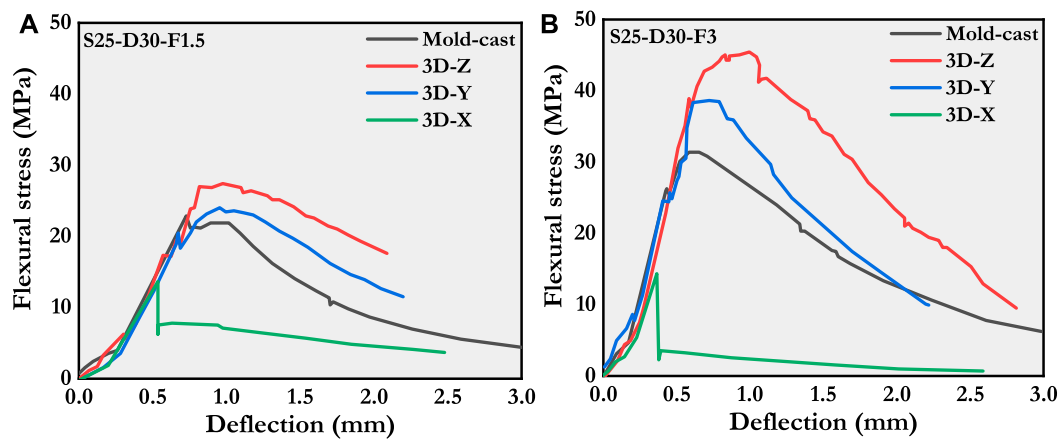 A
S25-D30-F1.5
Mold-cast
3D-Z
3D-Y
3D-X
Flexural stress (MPa)
50
40
30
20
10
0
0.0 0.5 1.0 1.5 2.0 2.5 3.0
Deflection (mm)
B
S25-D30-F3
Mold-cast
3D-Z
3D-Y
3D-X
Flexural stress (MPa)
50
40
30
20
10
0
0.0 0.5 1.0 1.5 2.0 2.5 3.0
Deflection (mm)